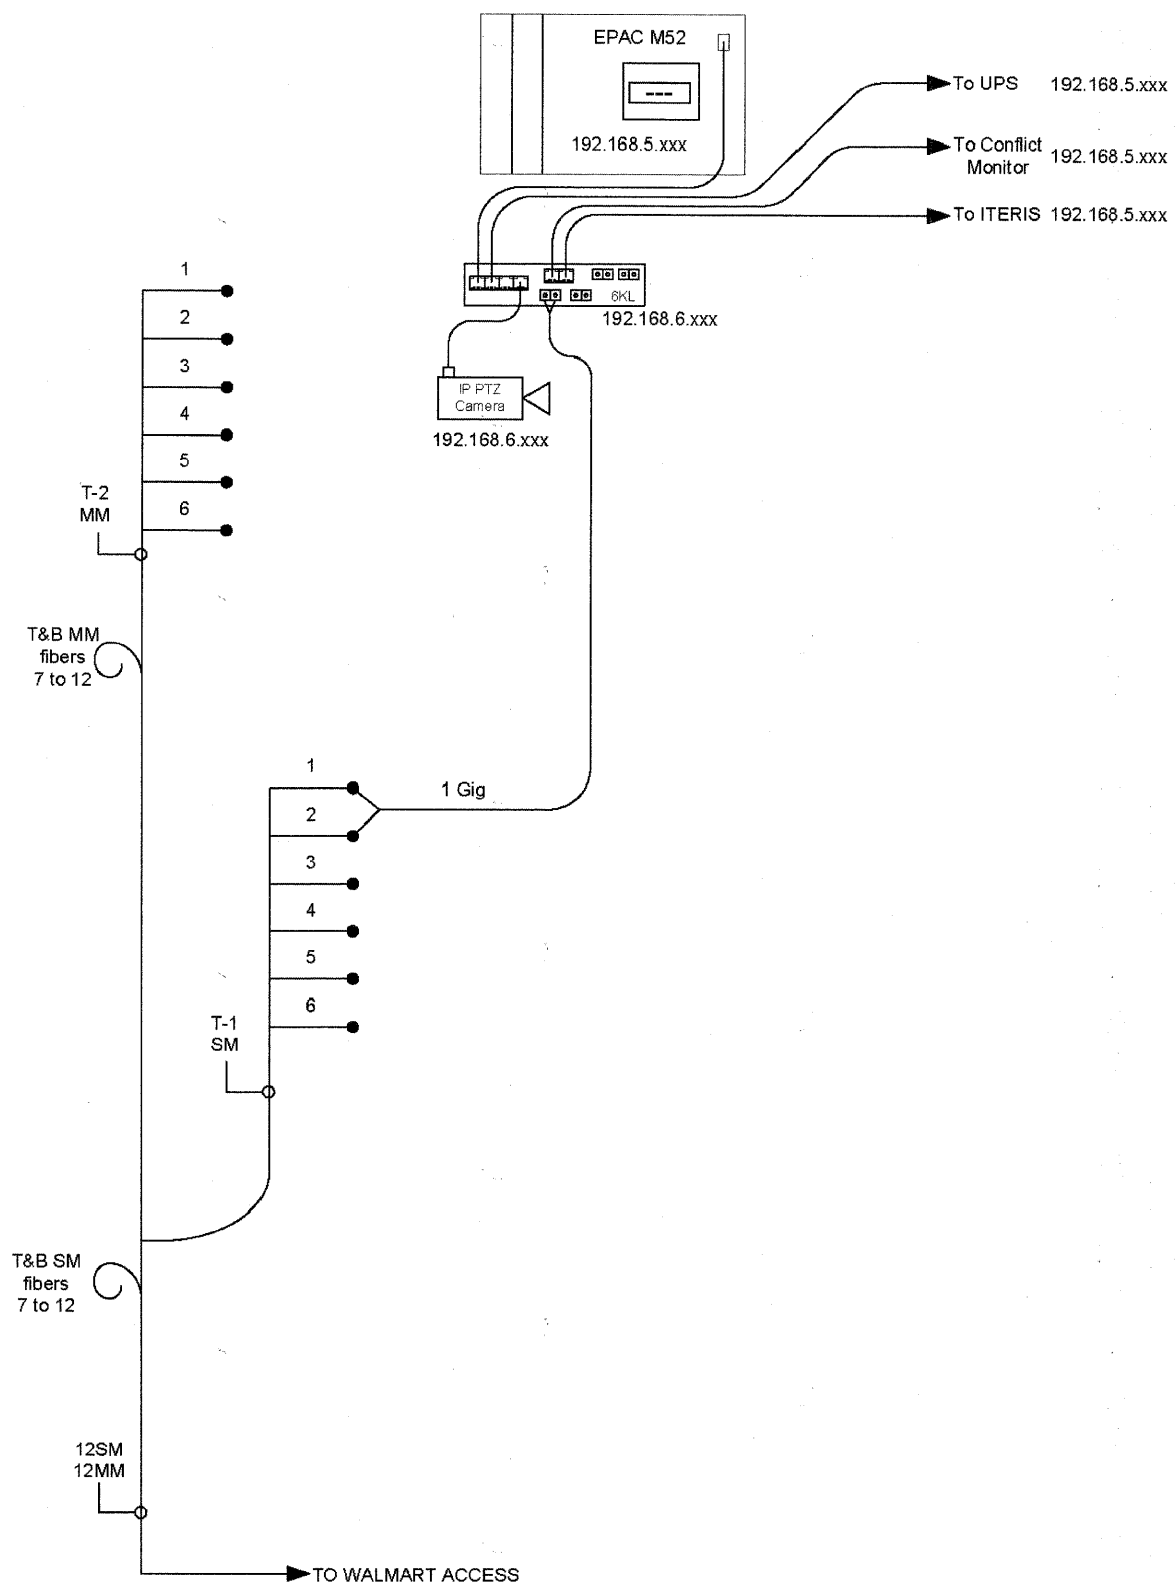 EPAC M52
---
192.168.5.xxx
To UPS 192.168.5.xxx
To Conflict
Monitor 192.168.5.xxx
To ITERIS 192.168.5.xxx
6KL
192.168.6.xxx
IP PTZ
Camera
192.168.6.xxx
1
2
3
4
5
6
T-2
MM
T&B MM
fibers
7 to 12
1
2
3
4
5
6
1 Gig
T-1
SM
T&B SM
fibers
7 to 12
12SM
12MM
TO WALMART ACCESS